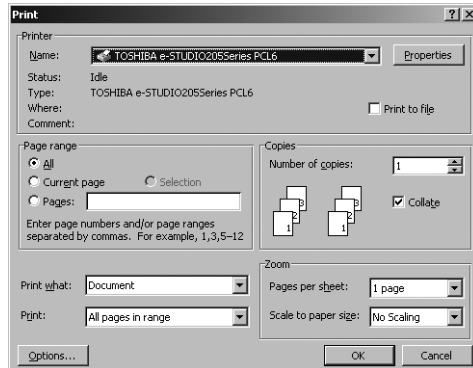 Print
Printer
Name: TOSHIBA e-STUDIO205Series PCL6 Properties
Status: Idle
Type: TOSHIBA e-STUDIO205Series PCL6
Where:
Comment:
Print to file
Page range
All
Current page Selection
Pages:
Enter page numbers and/or page ranges
separated by commas. For example, 1,3,5-12
Copies
Number of copies: 1
1 2 3 1 2 3
Collate
Print what: Document
Print: All pages in range
Zoom
Pages per sheet: 1 page
Scale to paper size: No Scaling
Options... OK Cancel